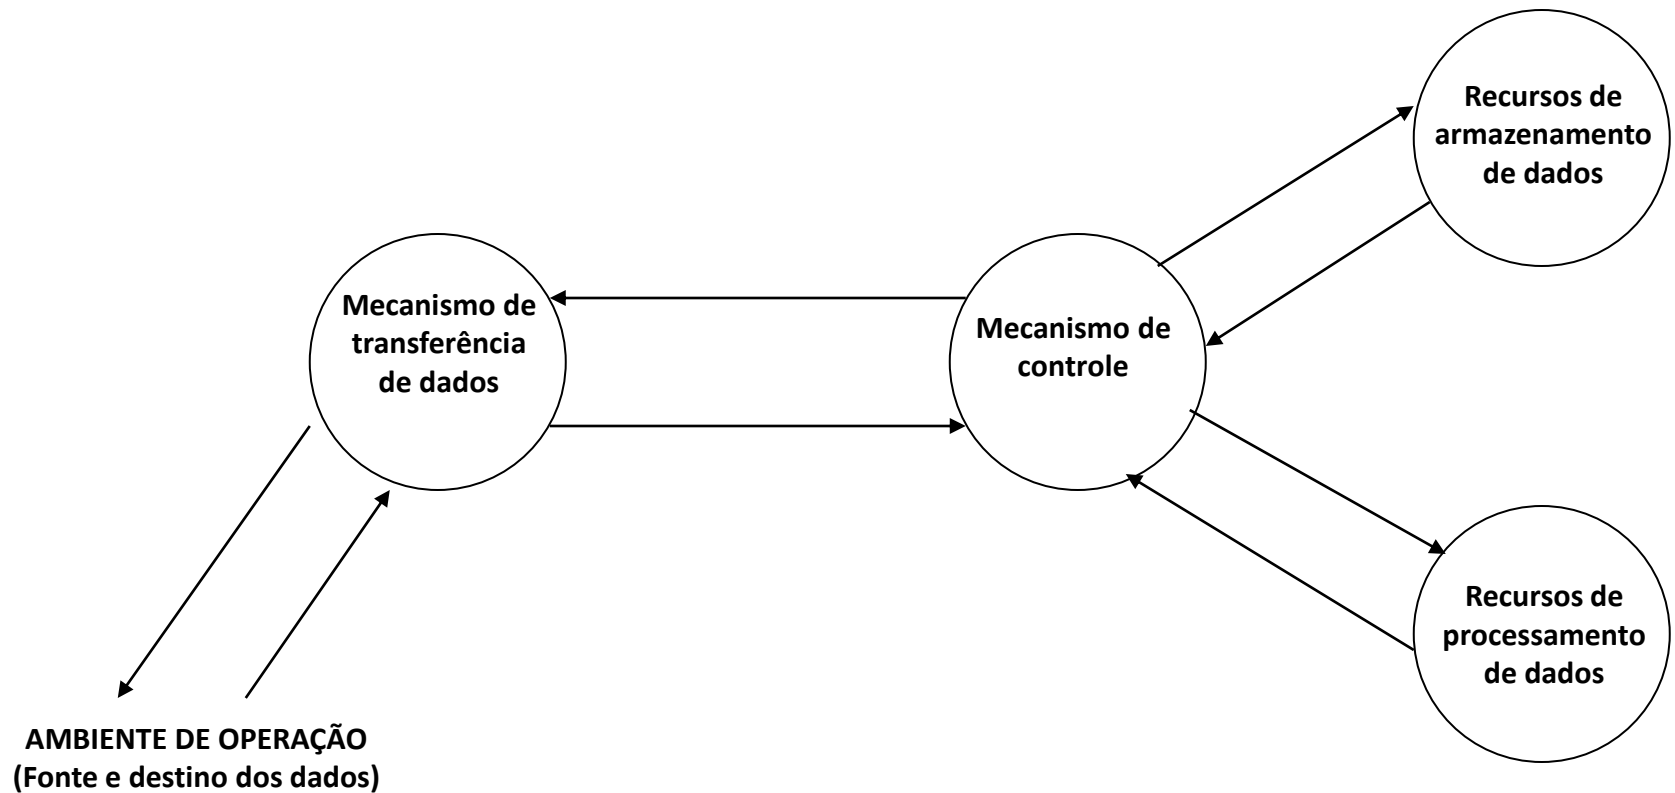 Recursos de
armazenamento
de dados
Mecanismo de
transferência
de dados
Mecanismo de
controle
Recursos de
processamento
de dados
AMBIENTE DE OPERAÇÃO
(Fonte e destino dos dados)